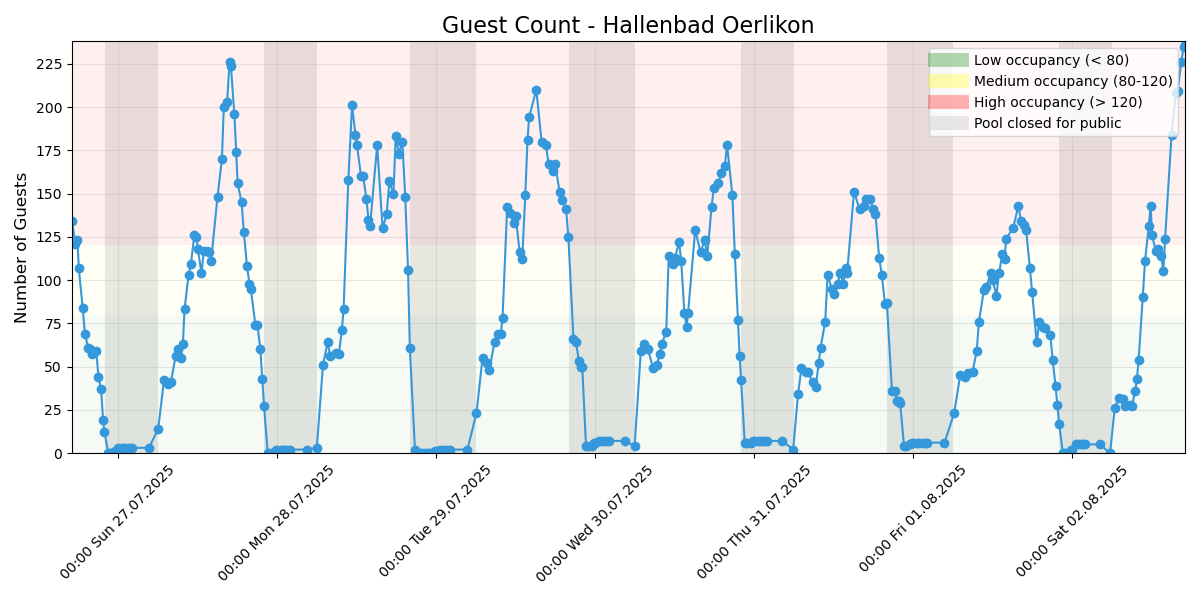 Guest Count - Hallenbad Oerlikon
Number of Guests
225
200
175
150
125
100
75
50
25
0
Low occupancy (< 80)
Medium occupancy (80-120)
High occupancy (> 120)
Pool closed for public
00:00 Sun 27.07.2025
00:00 Mon 28.07.2025
00:00 Tue 29.07.2025
00:00 Wed 30.07.2025
00:00 Thu 31.07.2025
00:00 Fri 01.08.2025
00:00 Sat 02.08.2025